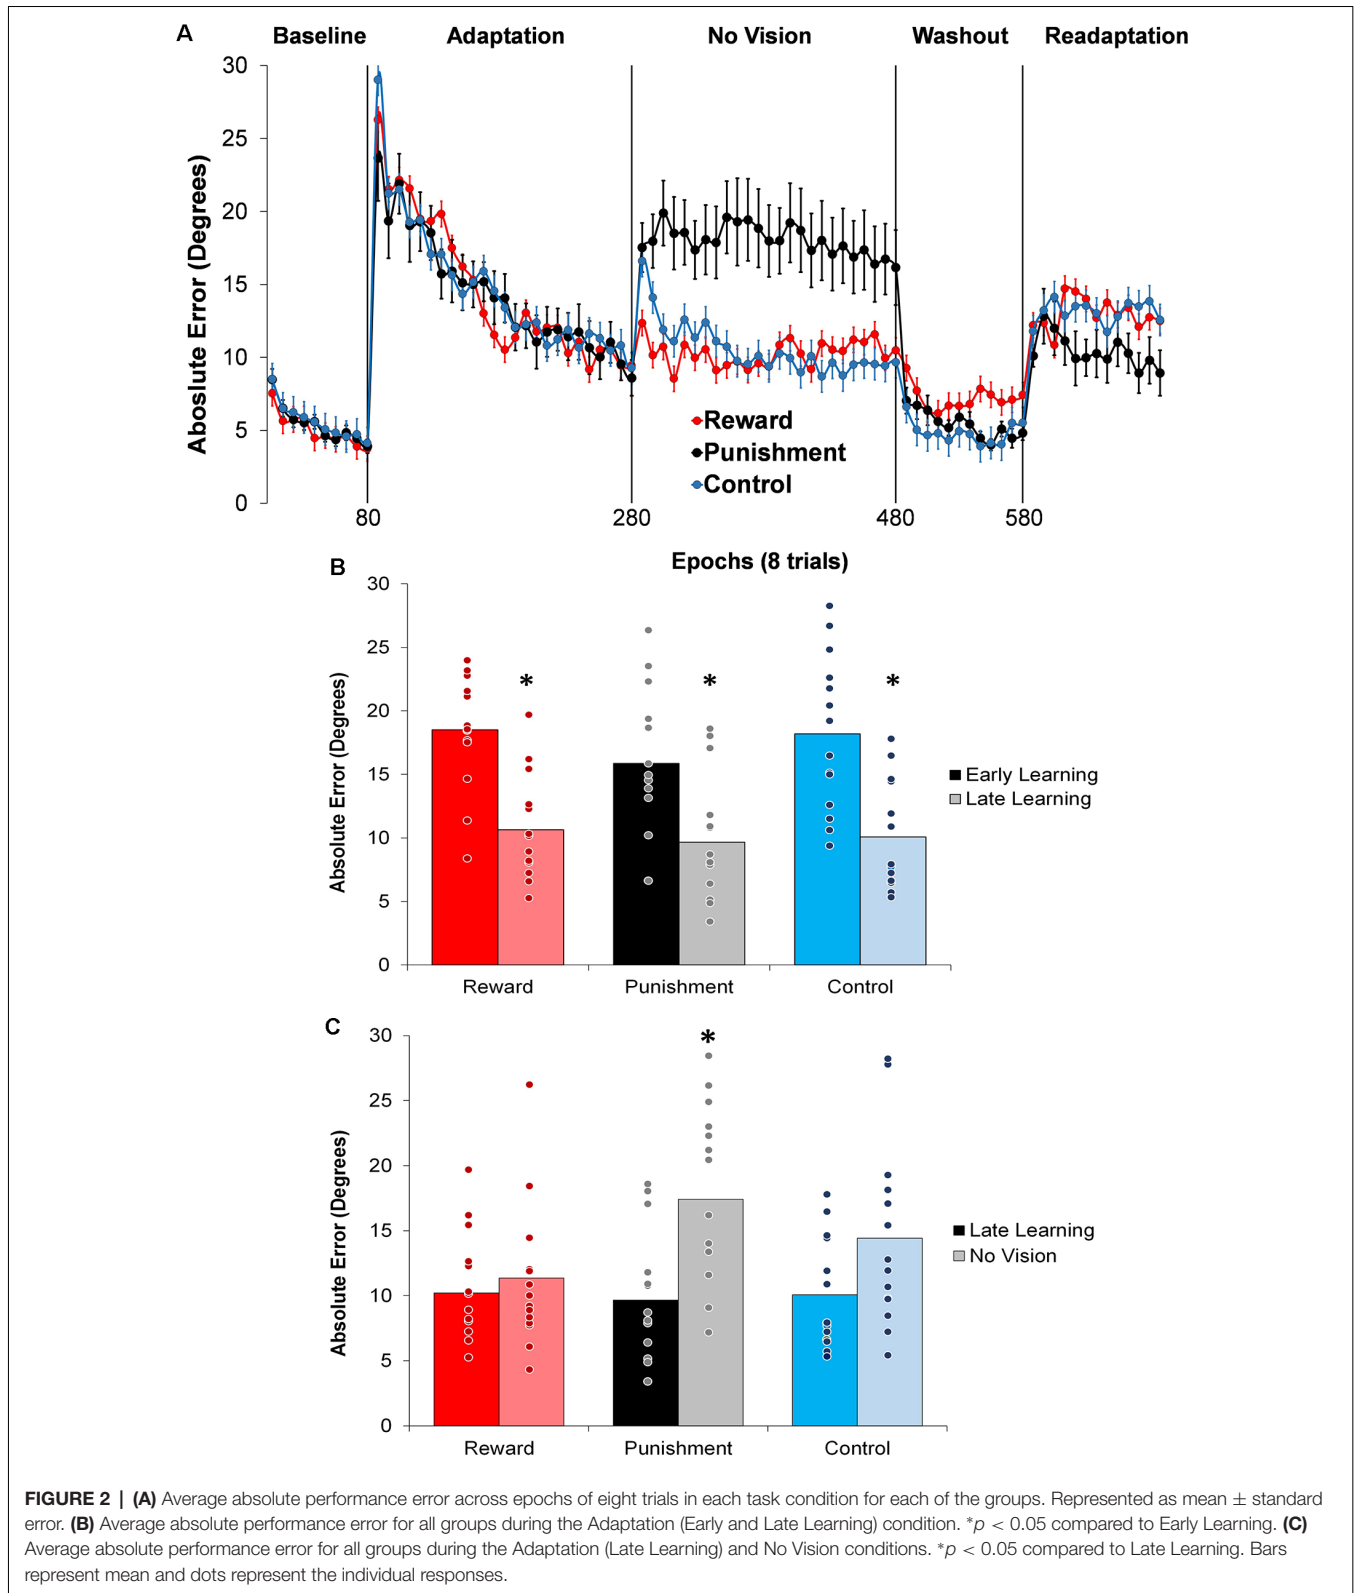 A
Baseline Adaptation No Vision Washout Readaptation
30
25
20
15
10
5
0
Abosolute Error (Degrees)
Reward
Punishment
Control
80 280 480 580
Epochs (8 trials)
B
30
25
20
15
10
5
0
Absolute Error (Degrees)
* * *
Early Learning
Late Learning
Reward Punishment Control
C
30
25
20
15
10
5
0
Absolute Error (Degrees)
*
Late Learning
No Vision
Reward Punishment Control
FIGURE 2 | (A) Average absolute performance error across epochs of eight trials in each task condition for each of the groups. Represented as mean ± standard
error. (B) Average absolute performance error for all groups during the Adaptation (Early and Late Learning) condition. *p < 0.05 compared to Early Learning. (C)
Average absolute performance error for all groups during the Adaptation (Late Learning) and No Vision conditions. *p < 0.05 compared to Late Learning. Bars
represent mean and dots represent the individual responses.